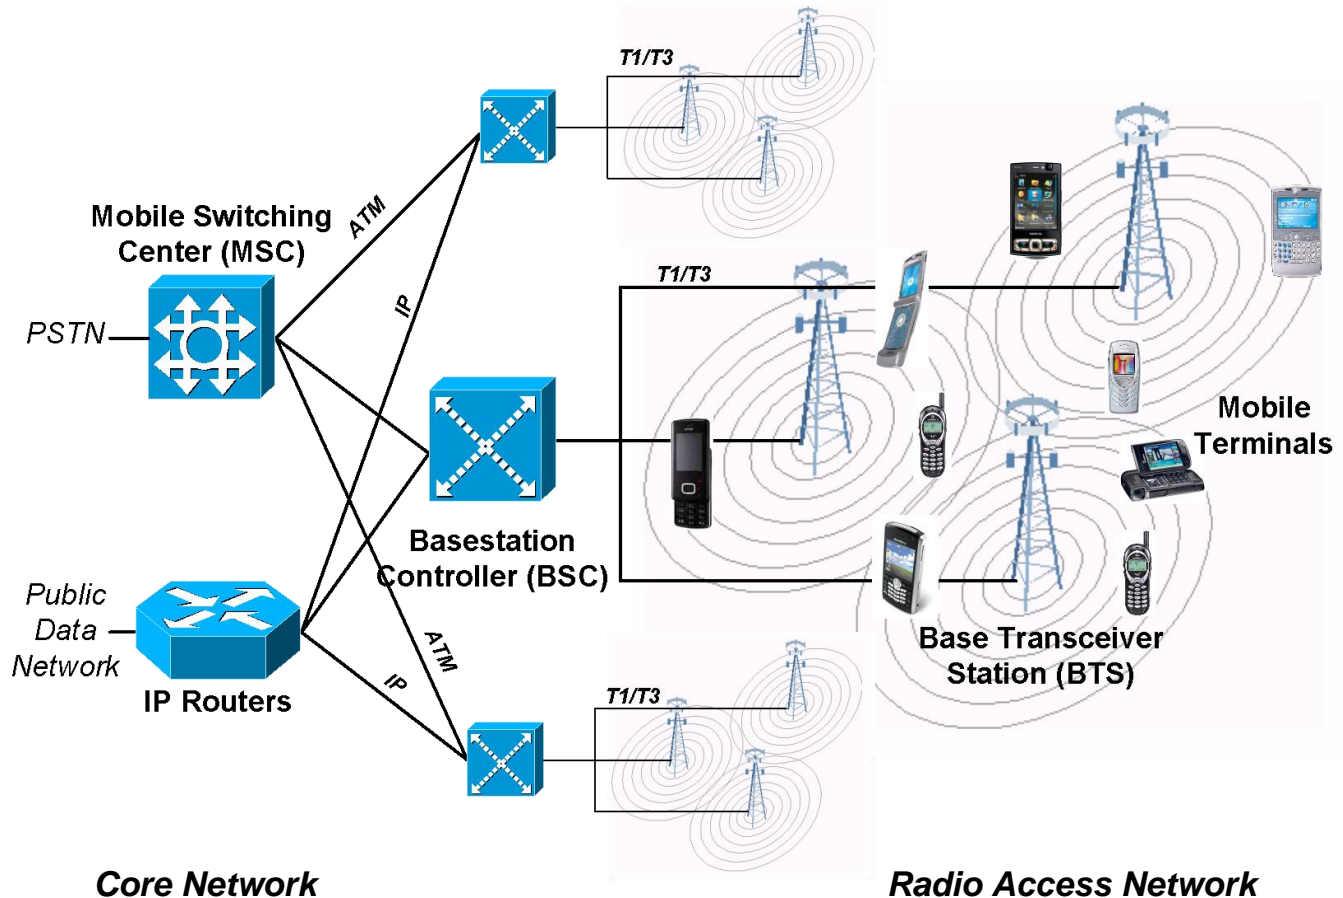 T1/T3
Mobile Switching
Center (MSC)
ATM
IP
PSTN
T1/T3
Mobile
Terminals
Basestation
Controller (BSC)
Public
Data
Network
IP Routers
ATM
IP
Base Transceiver
Station (BTS)
T1/T3
Core Network
Radio Access Network